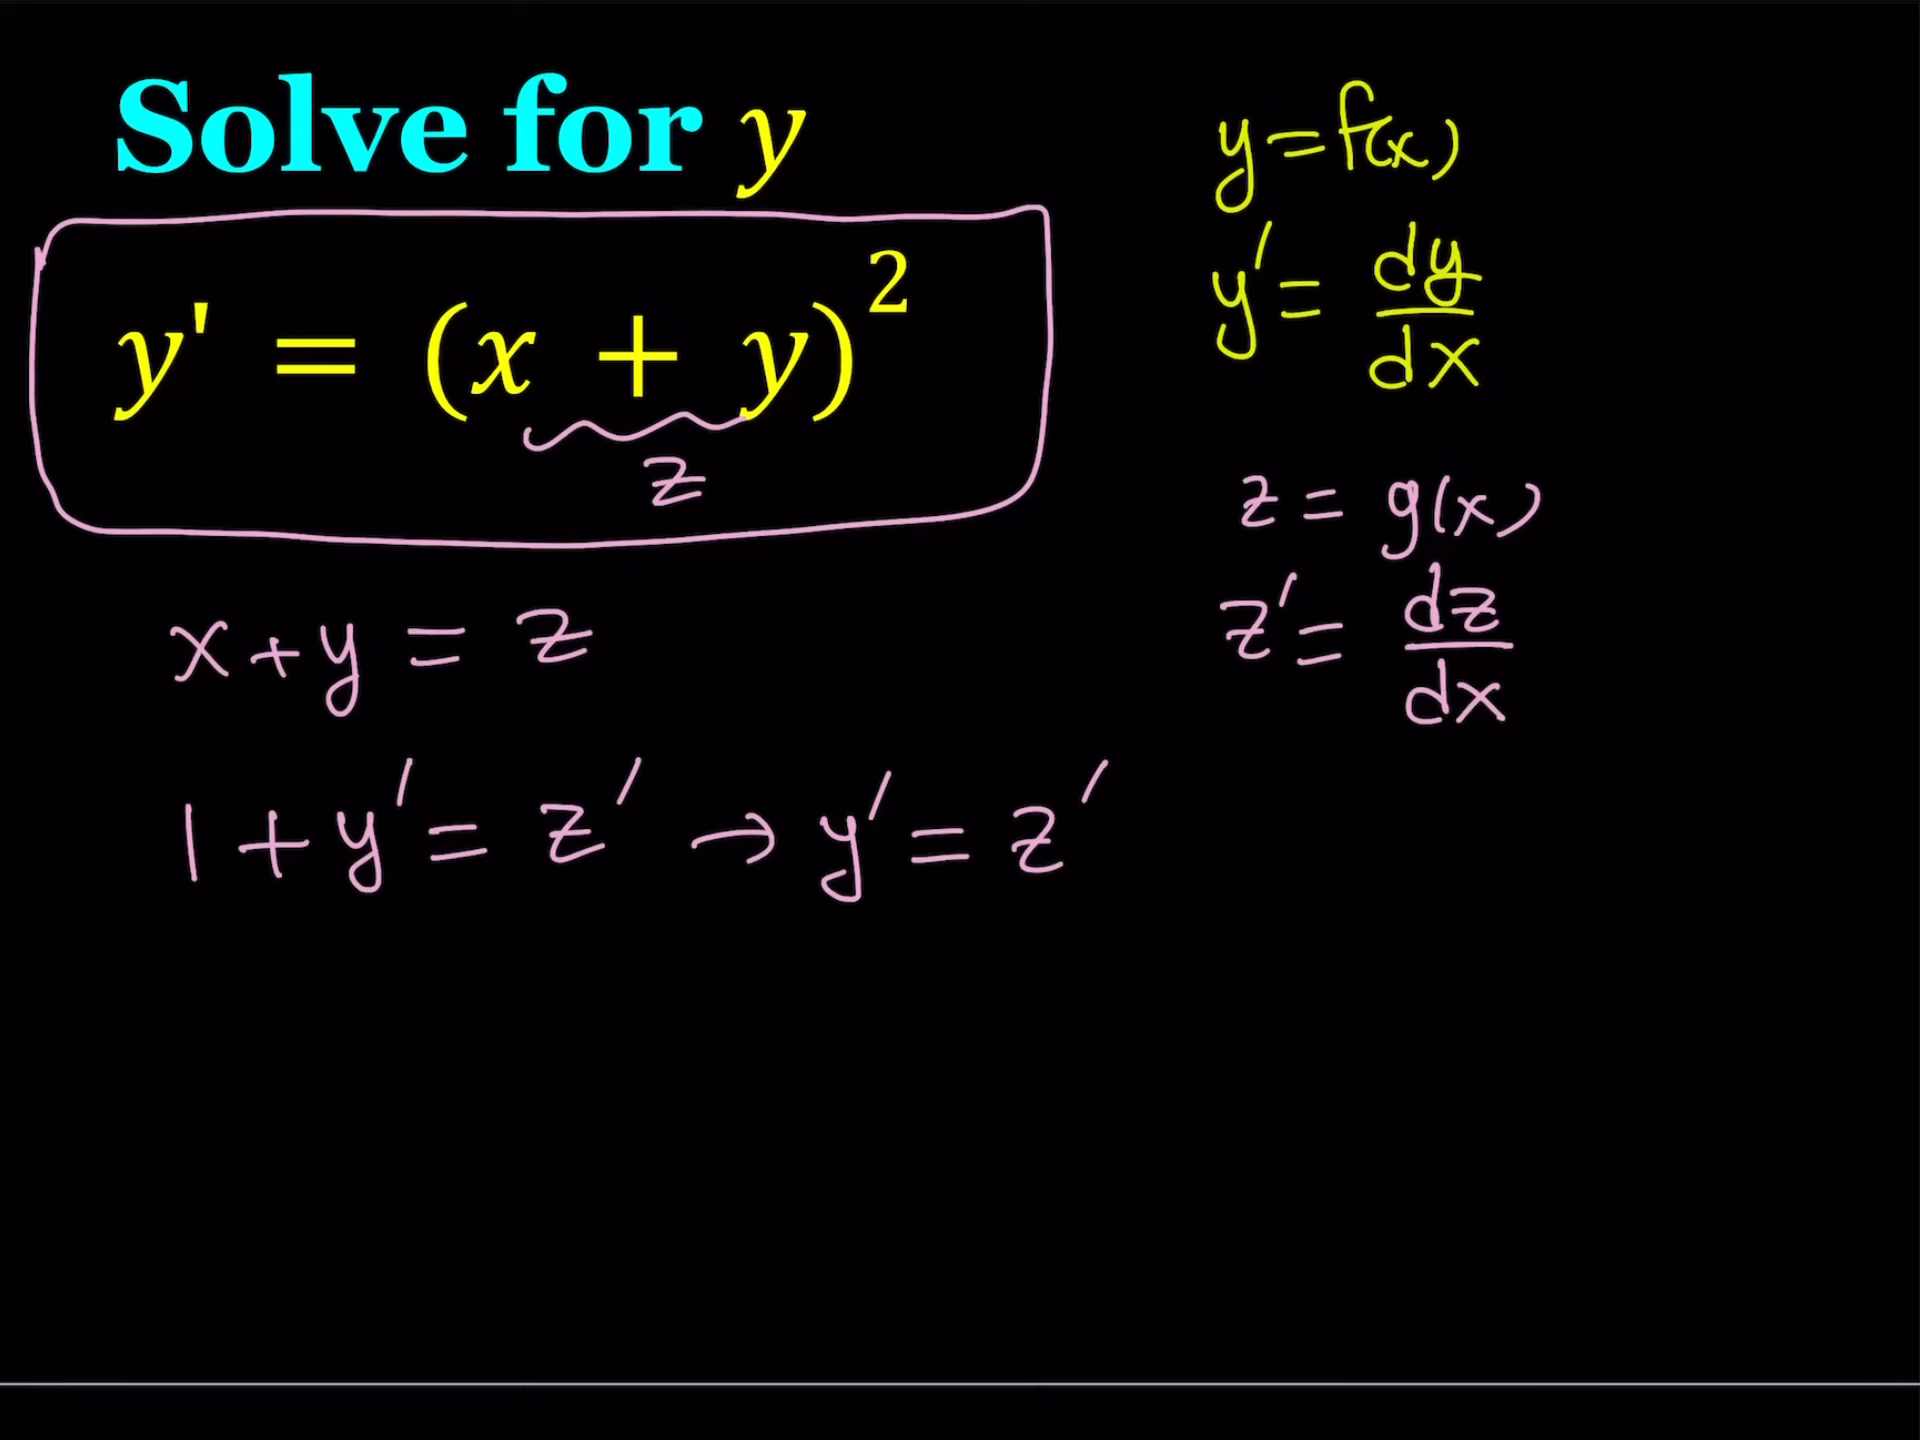 Solve for y
y' = (x + y)²
z
x + y = z
1 + y' = z' → y' = z'
y = f(x)
y' = dy/dx
z = g(x)
z' = dz/dx